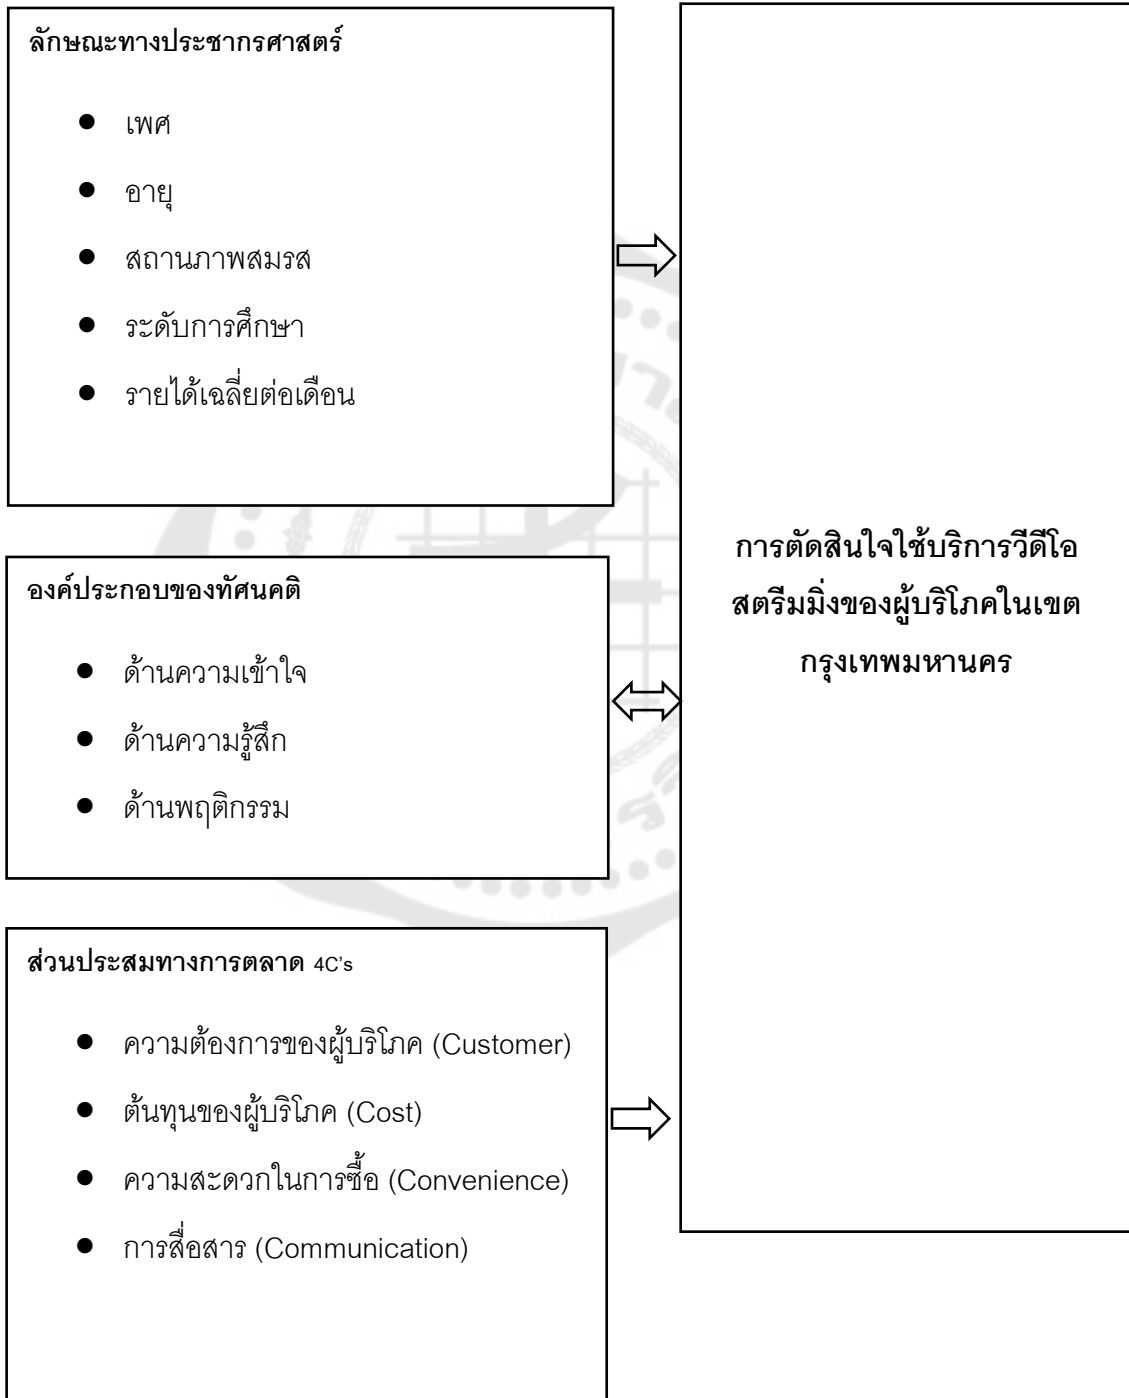 ลักษณะทางประชากรศาสตร์
● เพศ
● อายุ
● สถานภาพสมรส
● ระดับการศึกษา
● รายได้เฉลี่ยต่อเดือน
องค์ประกอบของทัศนคติ
● ด้านความเข้าใจ
● ด้านความรู้สึก
● ด้านพฤติกรรม
ส่วนประสมทางการตลาด 4C's
● ความต้องการของผู้บริโภค (Customer)
● ต้นทุนของผู้บริโภค (Cost)
● ความสะดวกในการซื้อ (Convenience)
● การสื่อสาร (Communication)
การตัดสินใจใช้บริการวีดีโอ
สตรีมมิ่งของผู้บริโภคในเขต
กรุงเทพมหานคร